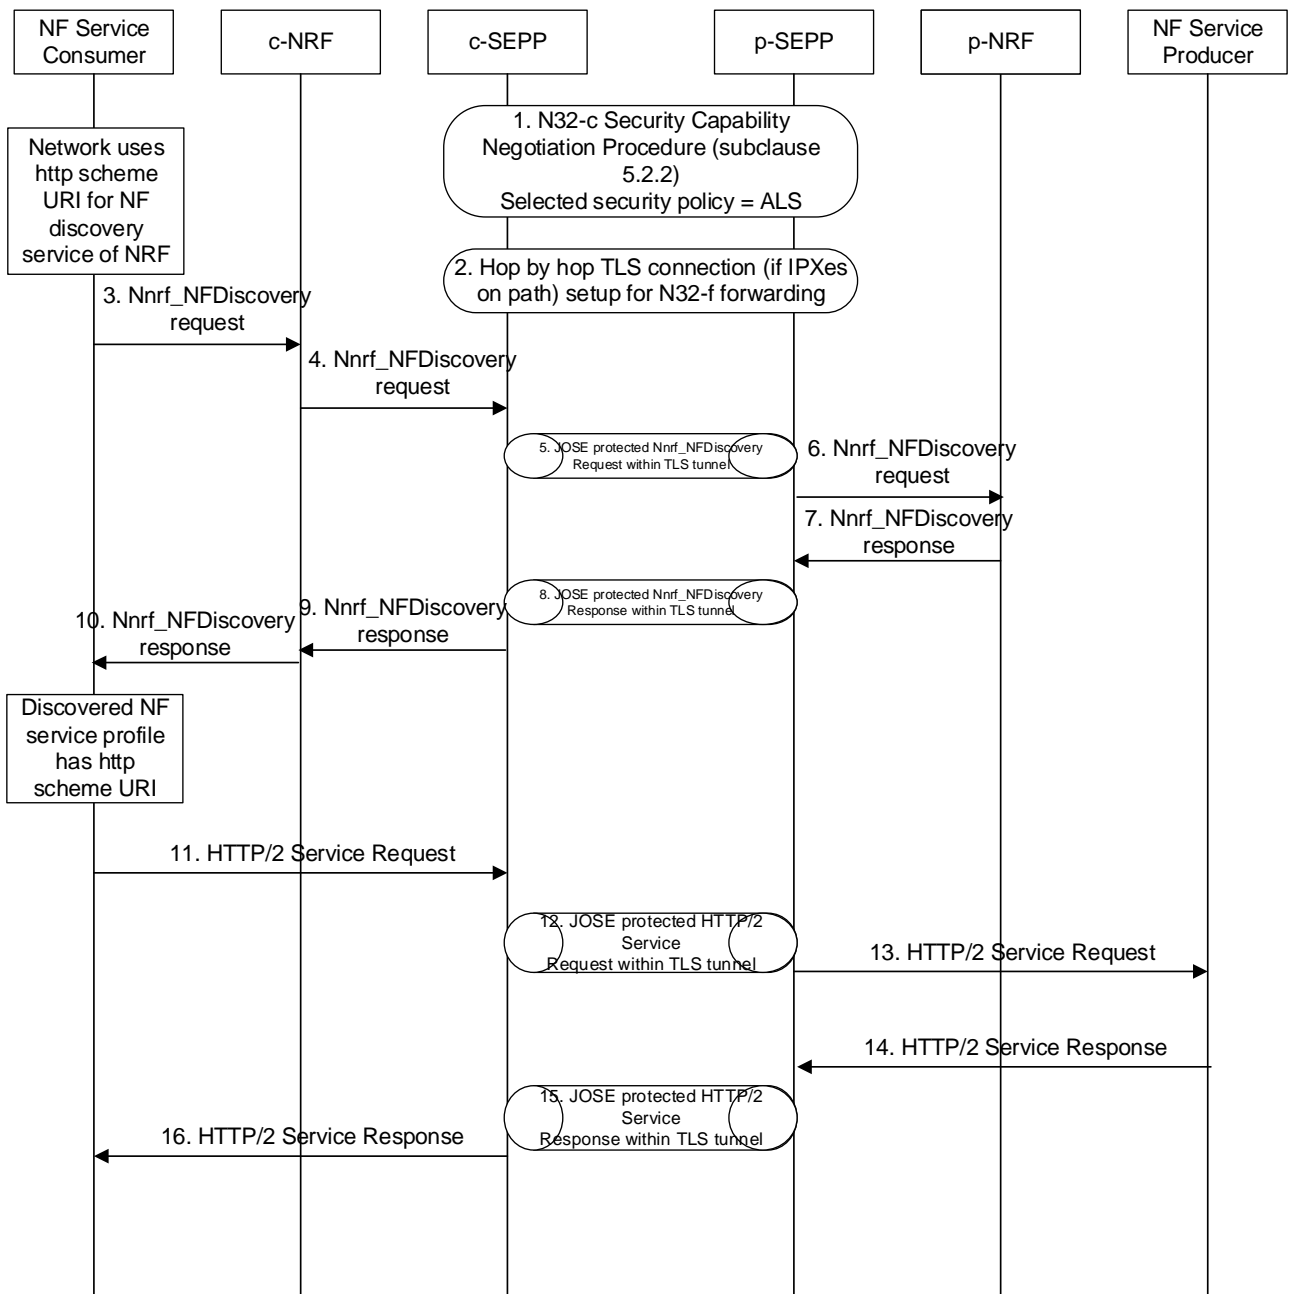 NF Service
Consumer
c-NRF
c-SEPP
p-SEPP
p-NRF
NF Service
Producer
1. N32-c Security Capability
Negotiation Procedure (subclause
5.2.2)
Selected security policy = ALS
Network uses
http scheme
URI for NF
discovery
service of NRF
2. Hop by hop TLS connection (if IPXes
on path) setup for N32-f forwarding
3. Nnrf_NFDiscovery
request
4. Nnrf_NFDiscovery
request
5. JOSE protected Nnrf_NFDiscovery
Request within TLS tunnel
6. Nnrf_NFDiscovery
request
7. Nnrf_NFDiscovery
response
8. JOSE protected Nnrf_NFDiscovery
Response within TLS tunnel
9. Nnrf_NFDiscovery
response
10. Nnrf_NFDiscovery
response
Discovered NF
service profile
has http
scheme URI
11. HTTP/2 Service Request
12. JOSE protected HTTP/2
Service
Request within TLS tunnel
13. HTTP/2 Service Request
14. HTTP/2 Service Response
15. JOSE protected HTTP/2
Service
Response within TLS tunnel
16. HTTP/2 Service Response